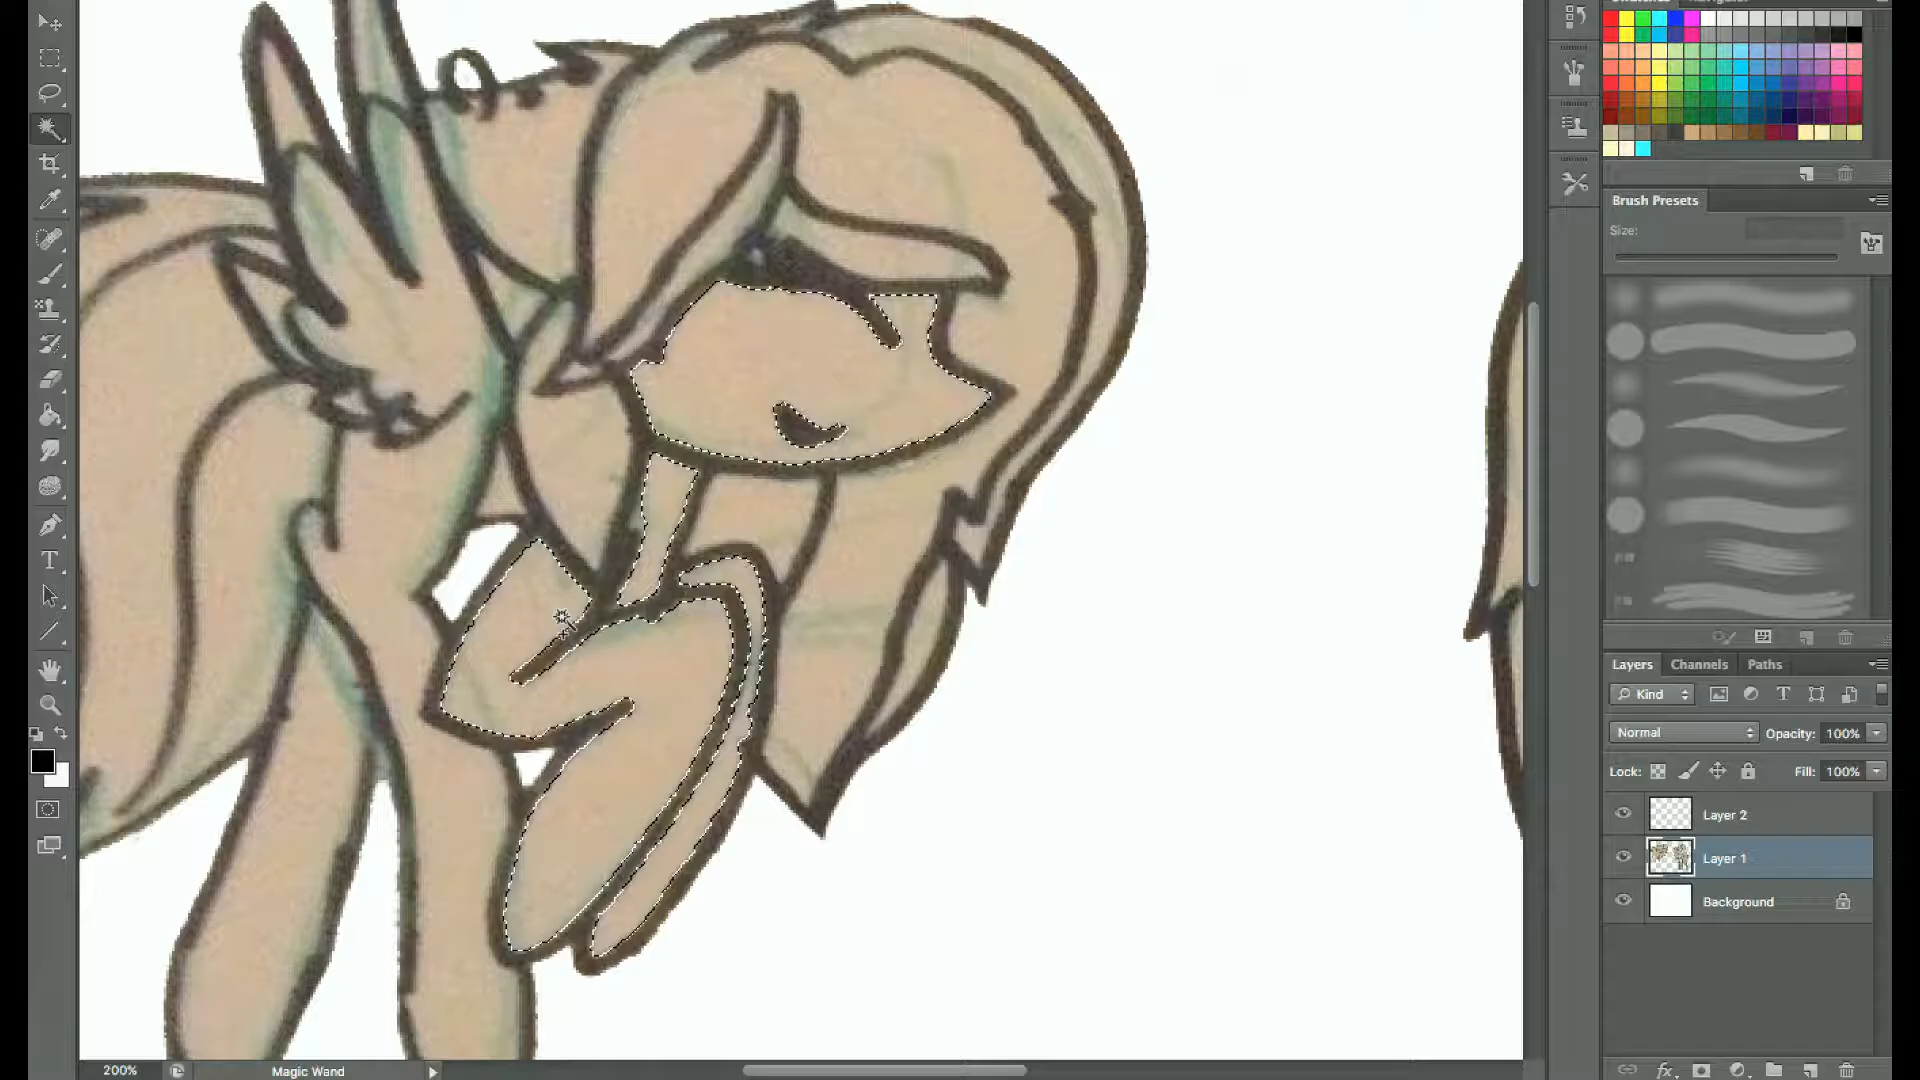 Swatches
Brush Presets
Size:
Layers Channels Paths
Kind
Normal Opacity: 100%
Lock: Fill: 100%
Layer 2
Layer 1
Background
fx
T
T
200% Magic Wand